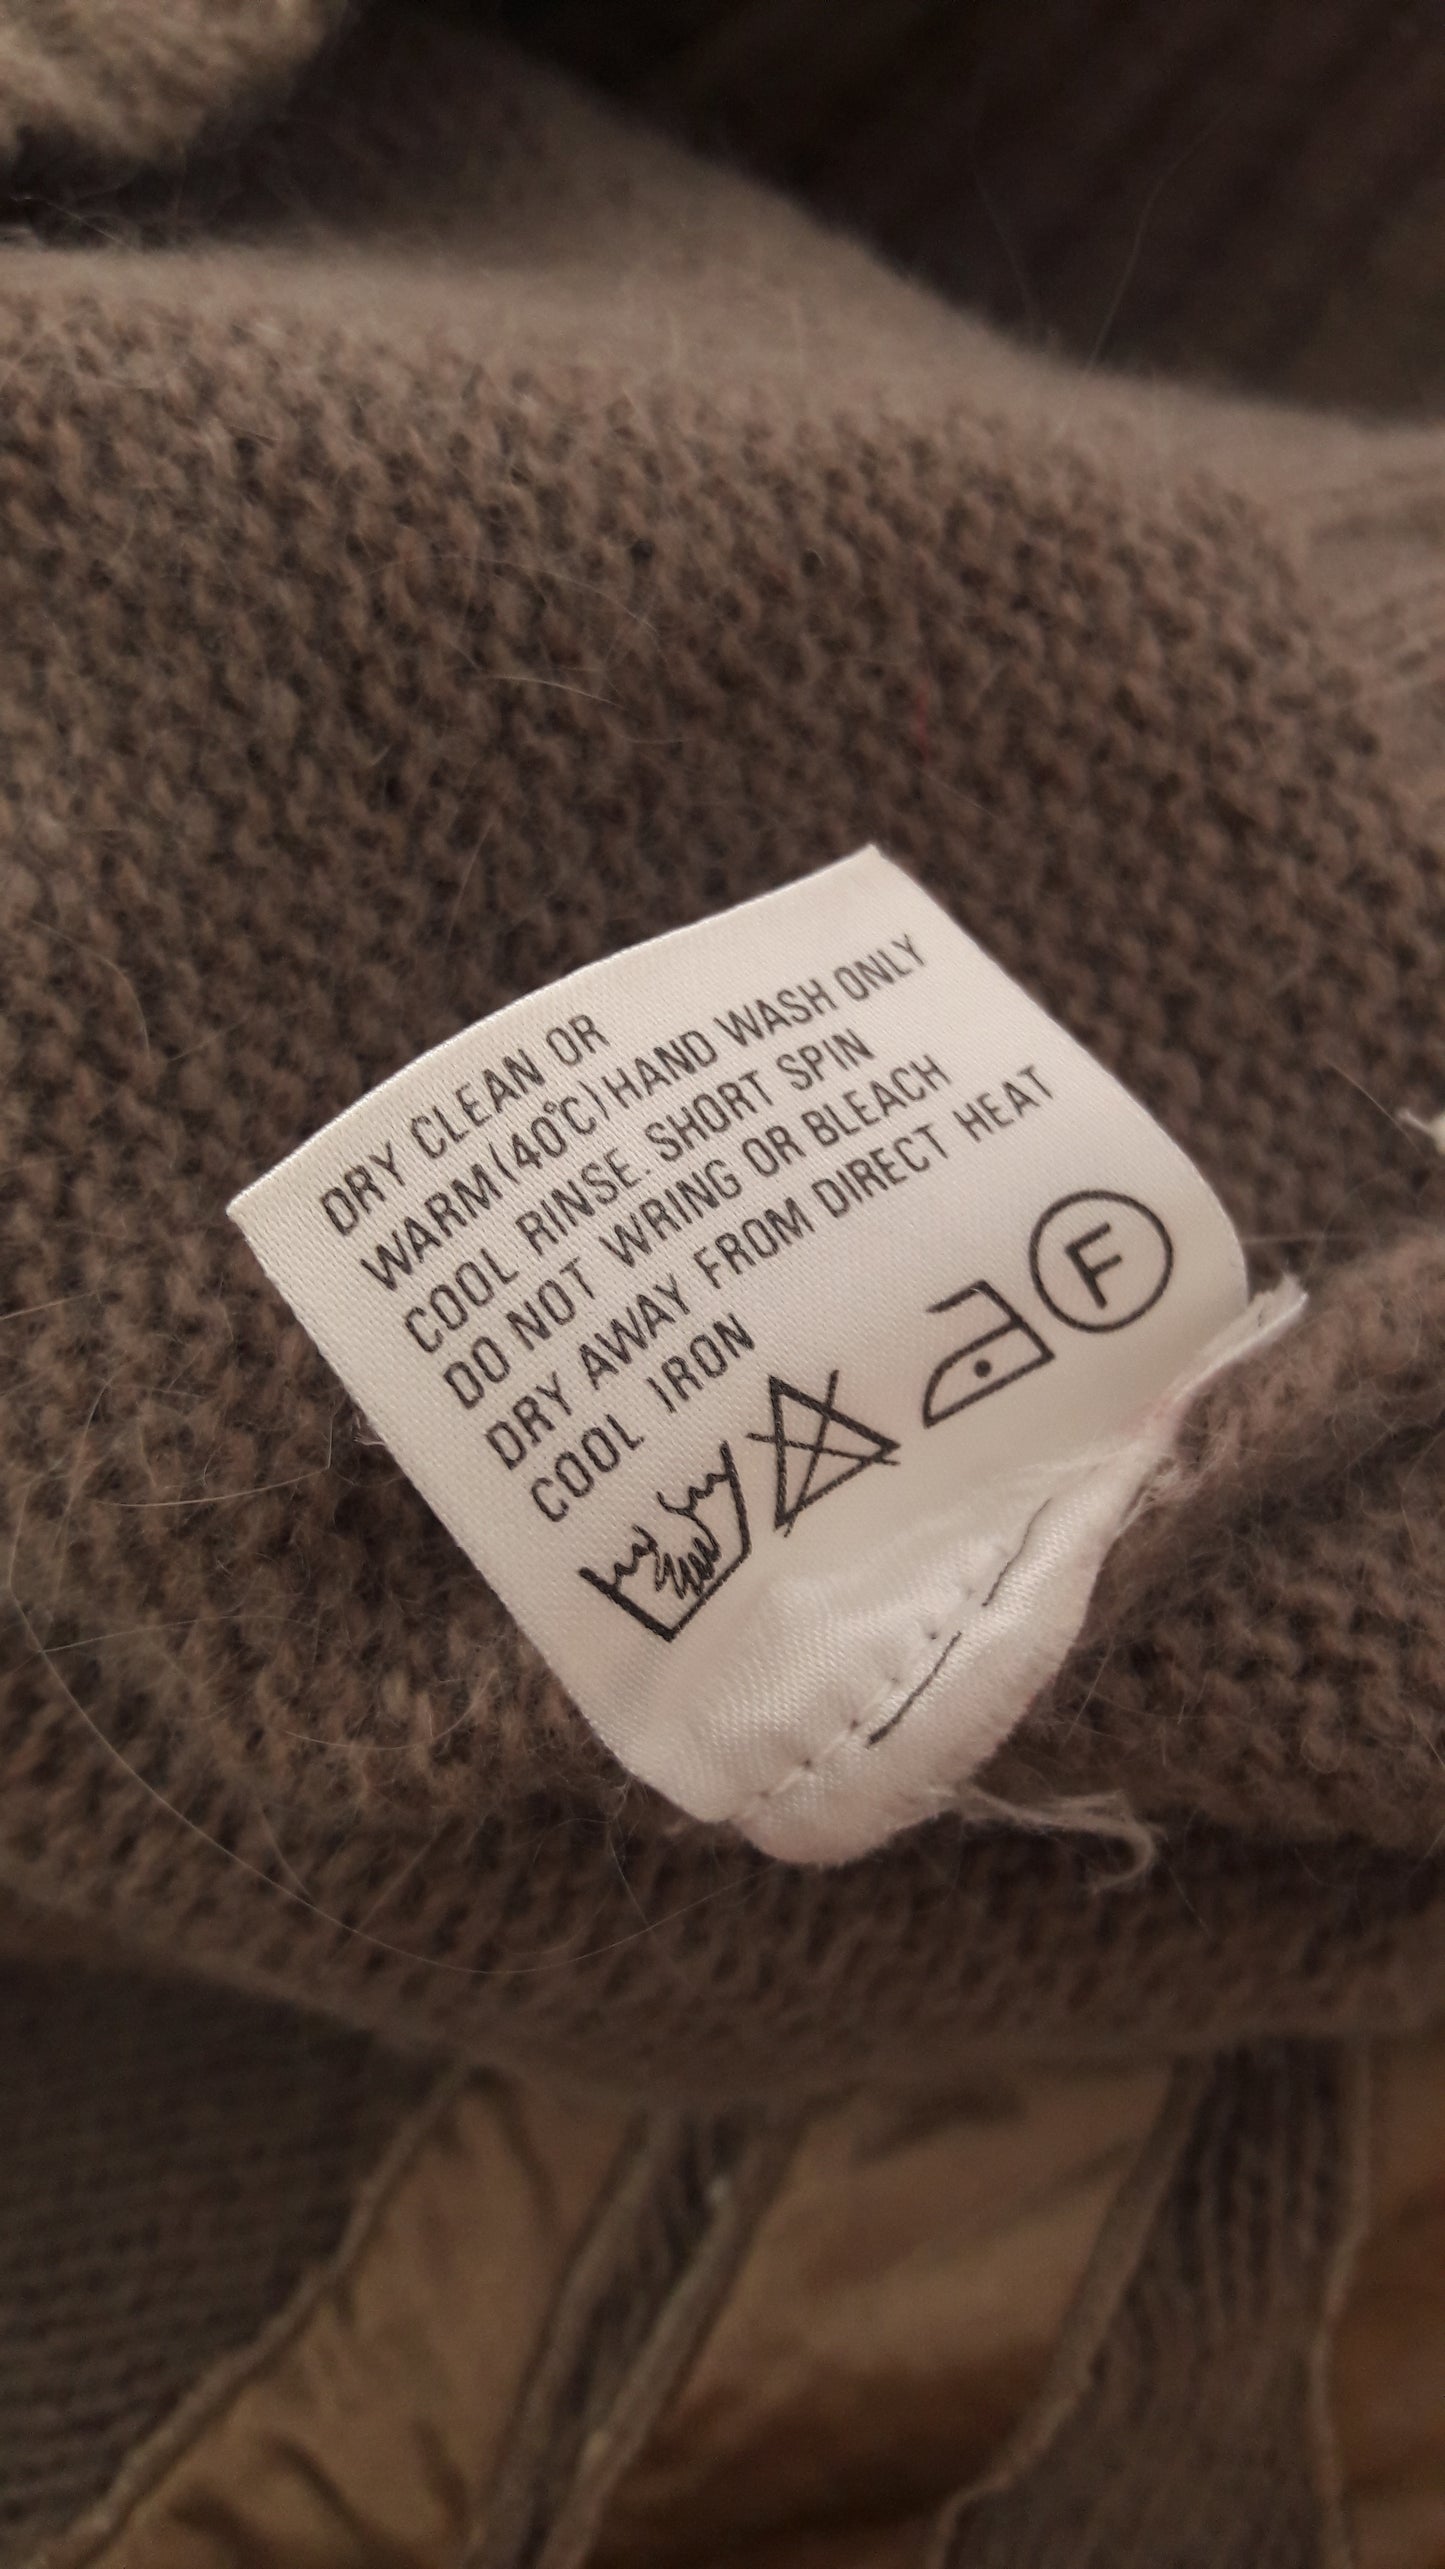 DRY CLEAN OR
WARM (40°C) HAND WASH ONLY
COOL RINSE. SHORT SPIN
DO NOT WRING OR BLEACH
DRY AWAY FROM DIRECT HEAT
COOL IRON
F